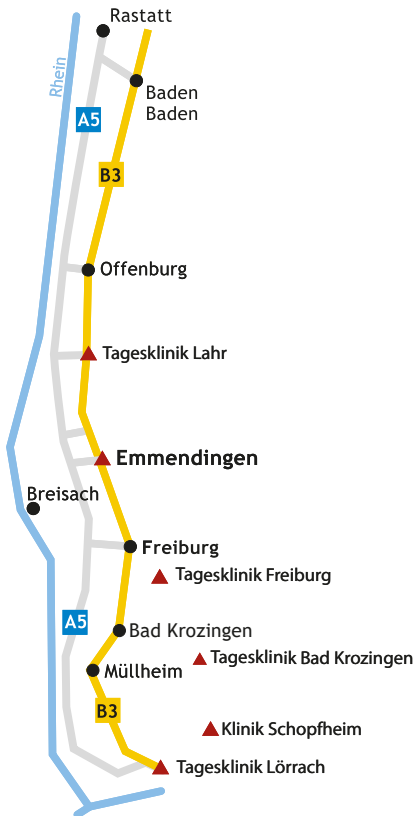 Rastatt
Rhein
Baden
Baden
A5
B3
Offenburg
Tagesklinik Lahr
Emmendingen
Breisach
Freiburg
Tagesklinik Freiburg
A5
Bad Krozingen
Tagesklinik Bad Krozingen
Müllheim
B3
Klinik Schopfheim
Tagesklinik Lörrach